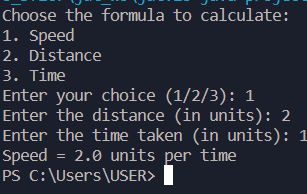 Choose the formula to calculate:
1. Speed
2. Distance
3. Time
Enter your choice (1/2/3): 1
Enter the distance (in units): 2
Enter the time taken (in units): 1
Speed = 2.0 units per time
PS C:\Users\USER>